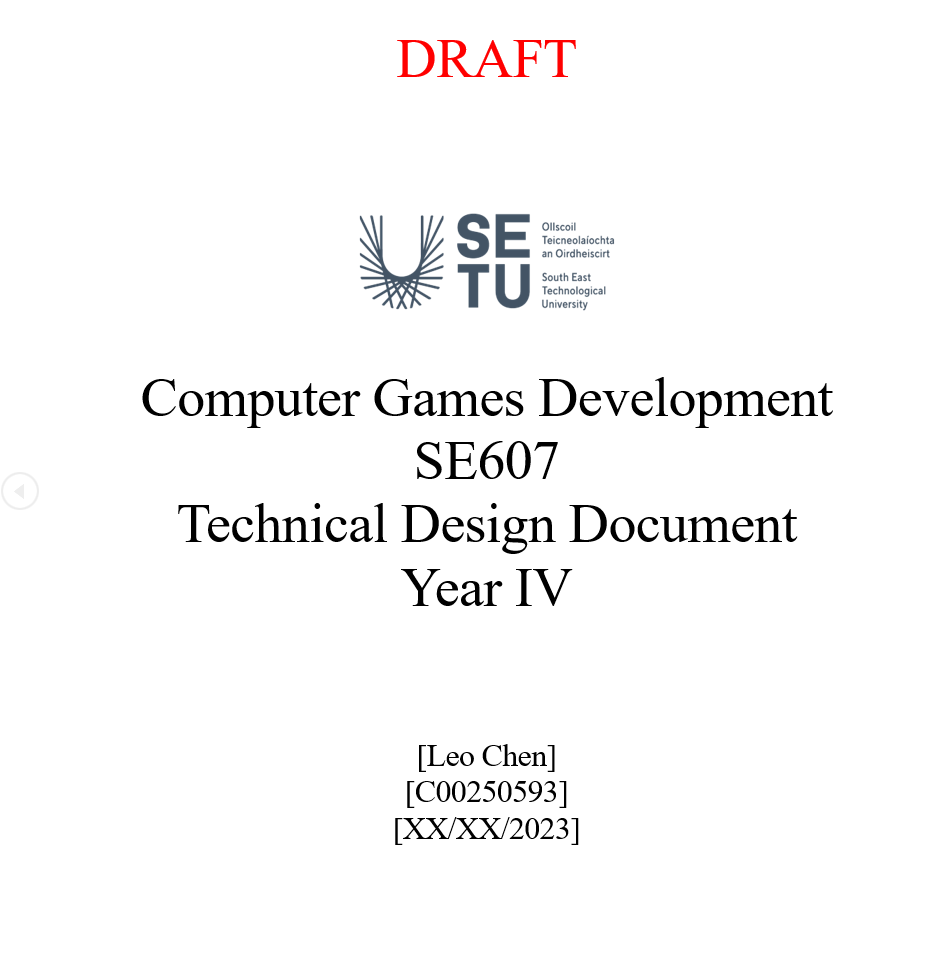 DRAFT
SE
TU
Ollscoil
Teicneolaíochta
an Oirdheiscirt
South East
Technological
University
Computer Games Development
SE607
Technical Design Document
Year IV
[Leo Chen]
[C00250593]
[XX/XX/2023]